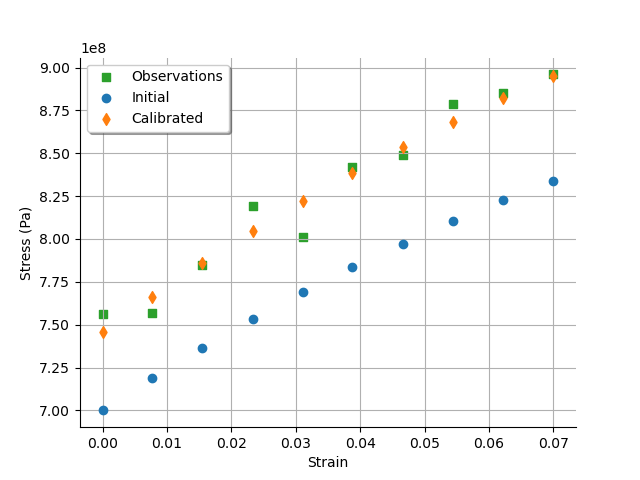 1e8
9.00
8.75
8.50
8.25
8.00
7.75
7.50
7.25
7.00
Stress (Pa)
Observations
Initial
Calibrated
0.00 0.01 0.02 0.03 0.04 0.05 0.06 0.07
Strain